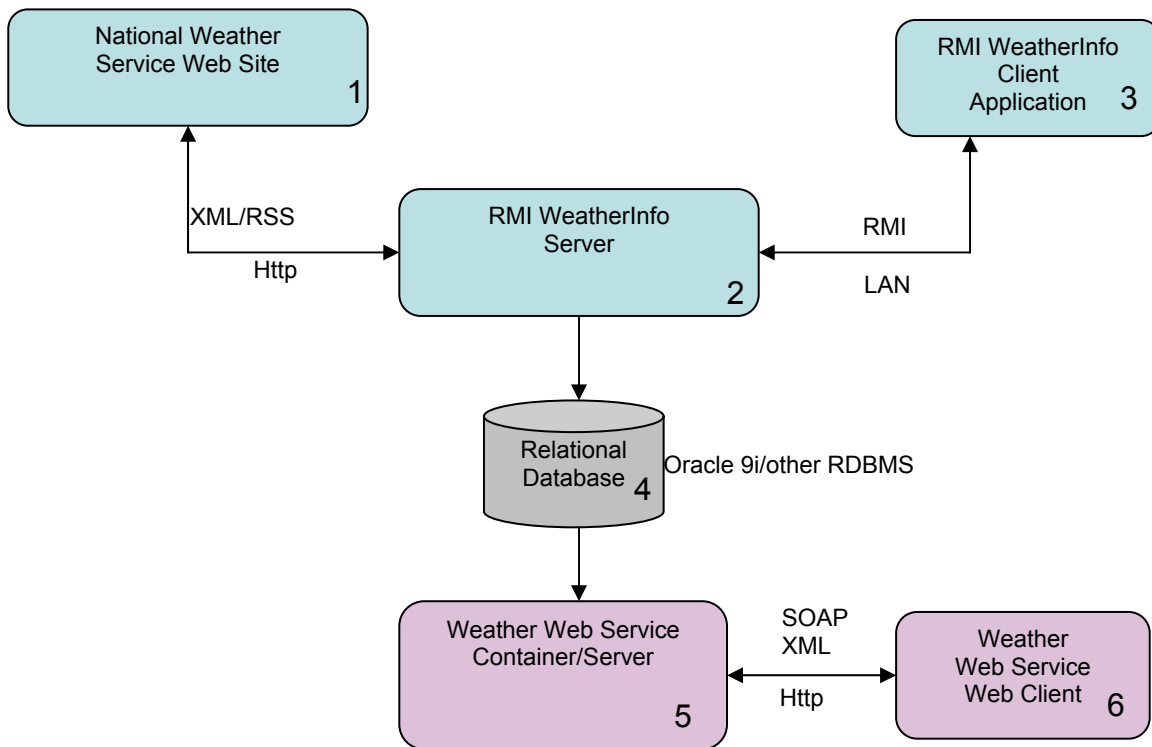 National Weather
Service Web Site
1
RMI WeatherInfo
Client
Application
3
XML/RSS
Http
RMI WeatherInfo
Server
2
RMI
LAN
Relational
Database
4
Oracle 9i/other RDBMS
Weather Web Service
Container/Server
5
SOAP
XML
Http
Weather
Web Service
Web Client
6